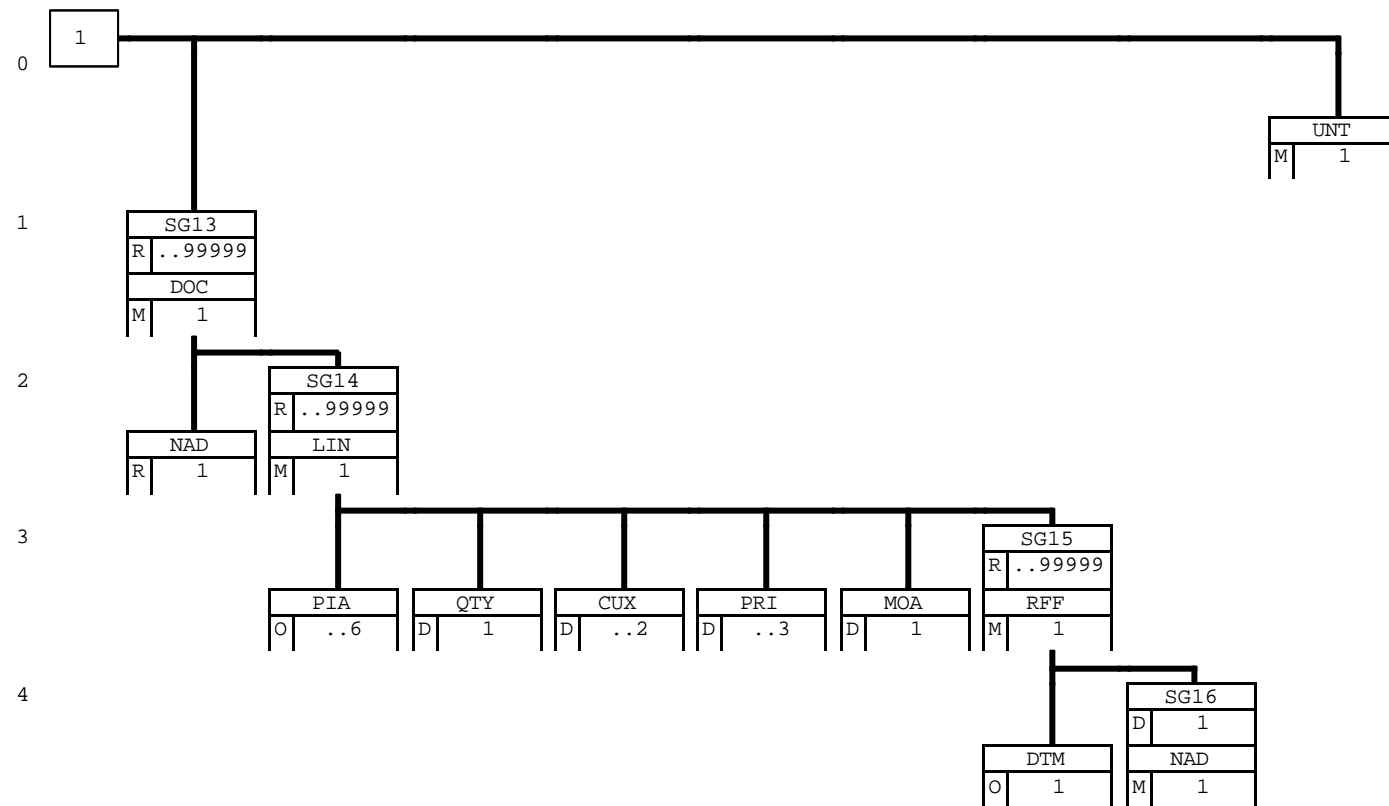 1
0
UNT
M 1
1
SG13
R ..99999
DOC
M 1
2
SG14
R ..99999
NAD LIN
R 1 M 1
3
SG15
R ..99999
PIA QTY CUX PRI MOA RFF
O ..6 D 1 D ..2 D ..3 D 1 M 1
4
SG16
D 1
DTM NAD
O 1 M 1